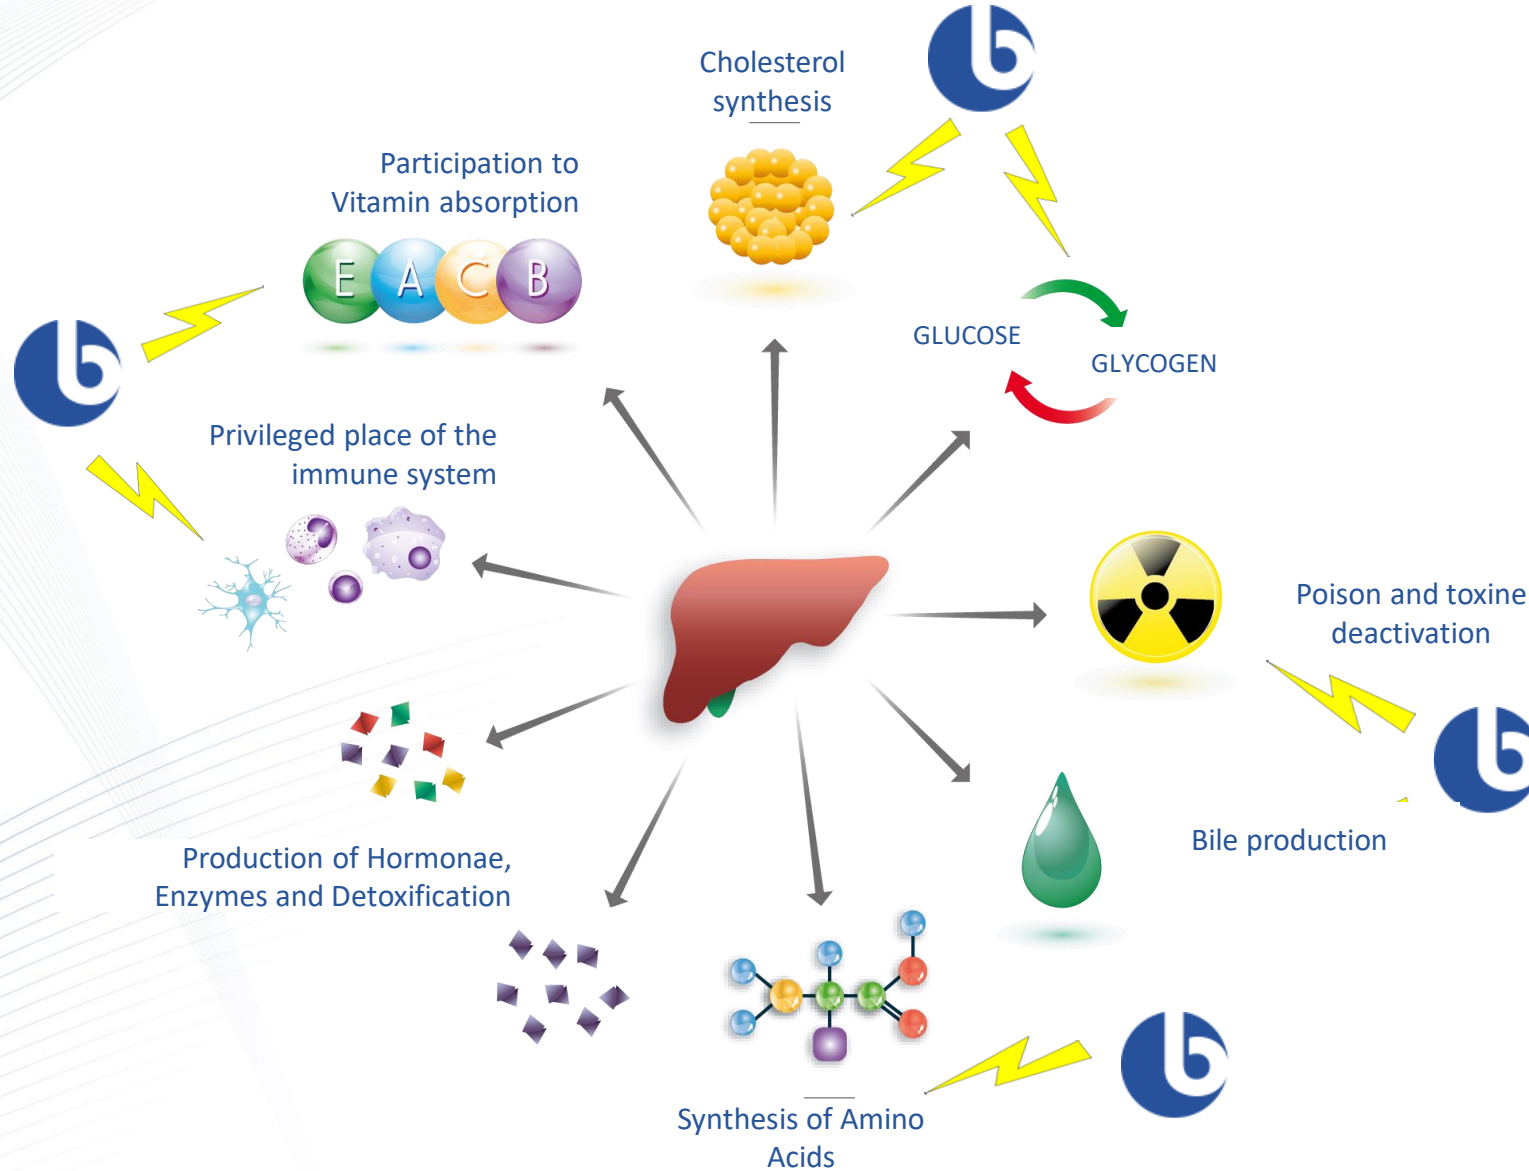 Cholesterol
synthesis
Participation to
Vitamin absorption
E A C B
GLUCOSE
GLYCOGEN
Privileged place of the
immune system
Poison and toxine
deactivation
Bile production
Production of Hormonae,
Enzymes and Detoxification
Synthesis of Amino
Acids
b
b
b
b